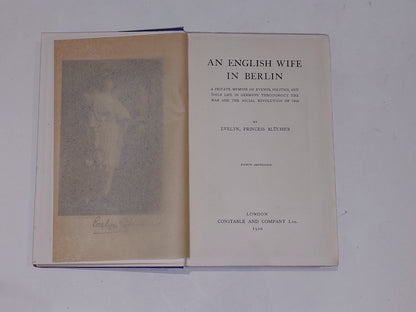 AN ENGLISH WIFE
IN BERLIN
A PRIVATE MEMOIR OF EVENTS, POLITICS, AND
DAILY LIFE IN GERMANY THROUGHOUT THE
WAR AND THE SOCIAL REVOLUTION OF 1918
BY
EVELYN, PRINCESS BLÜCHER
LONDON
CONSTABLE AND COMPANY LTD.
1920
Evelyn